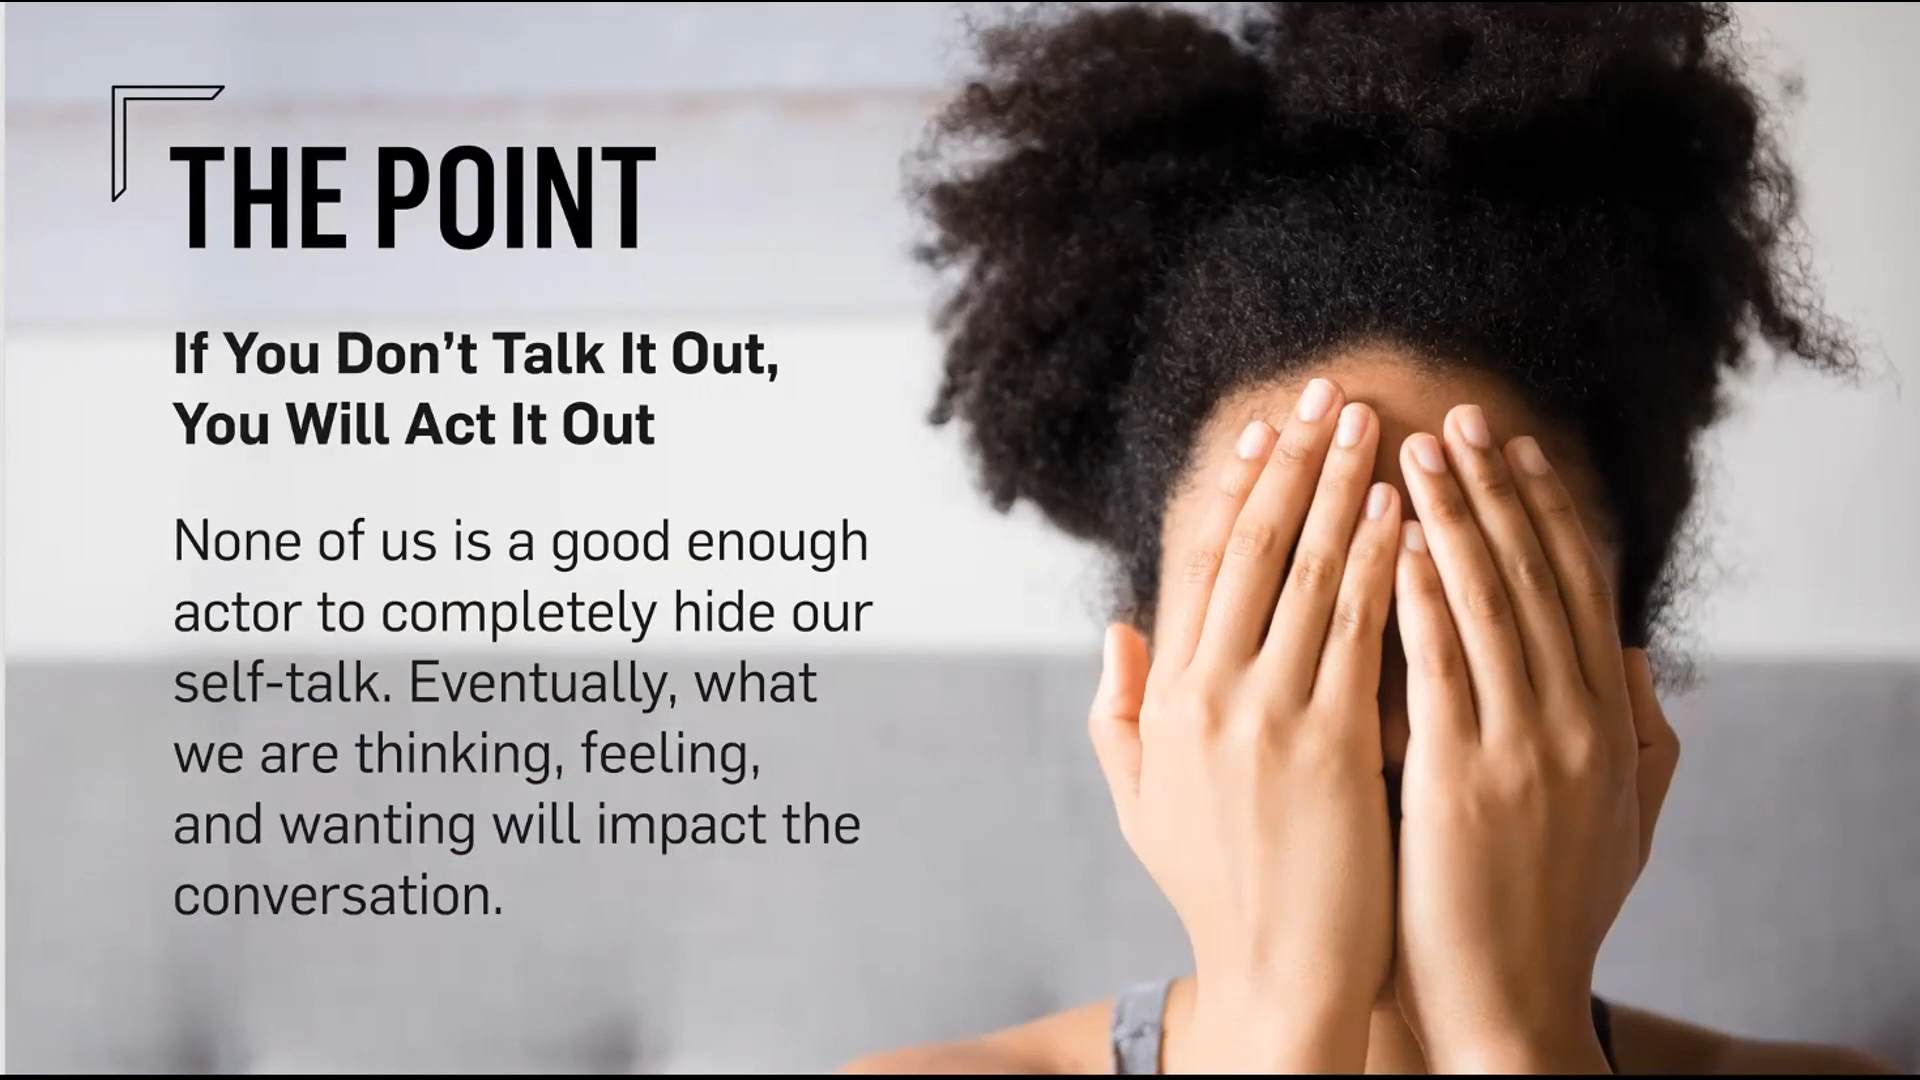 THE POINT
If You Don’t Talk It Out,
You Will Act It Out
None of us is a good enough
actor to completely hide our
self-talk. Eventually, what
we are thinking, feeling,
and wanting will impact the
conversation.